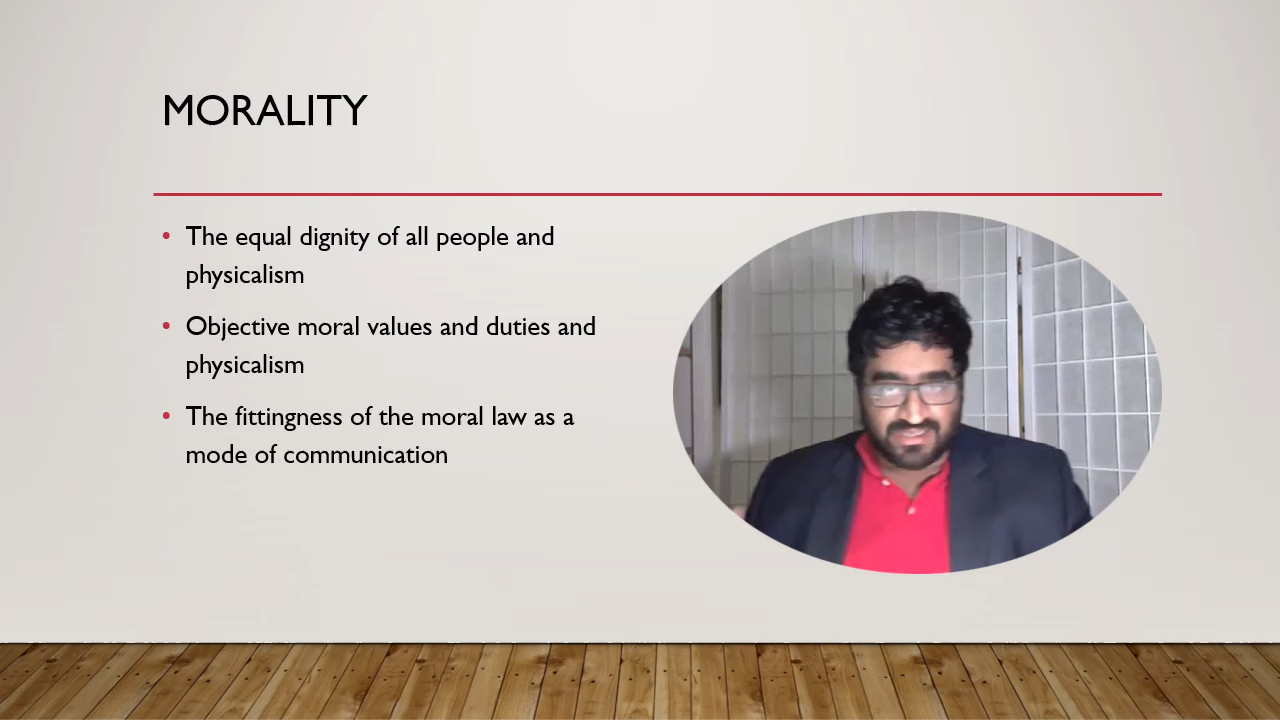 MORALITY
• The equal dignity of all people and
physicalism
• Objective moral values and duties and
physicalism
• The fittingness of the moral law as a
mode of communication